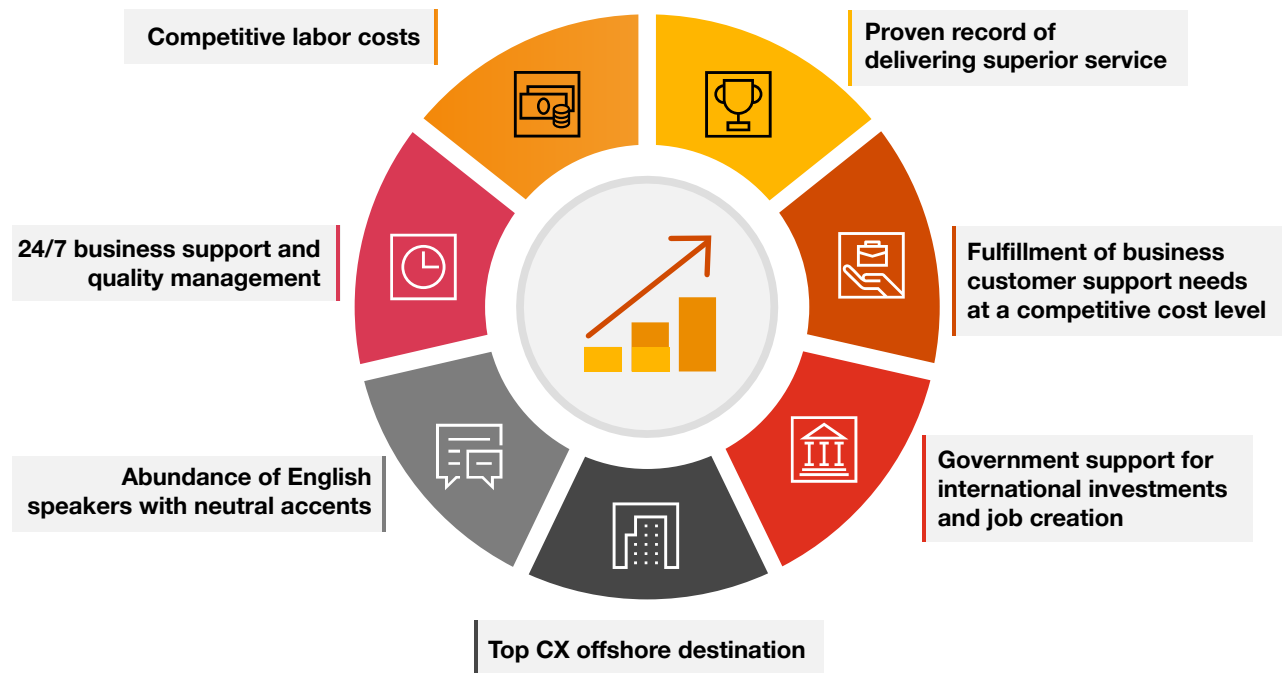 Competitive labor costs
Proven record of
delivering superior service
24/7 business support and
quality management
Fulfillment of business
customer support needs
at a competitive cost level
Abundance of English
speakers with neutral accents
Government support for
international investments
and job creation
Top CX offshore destination